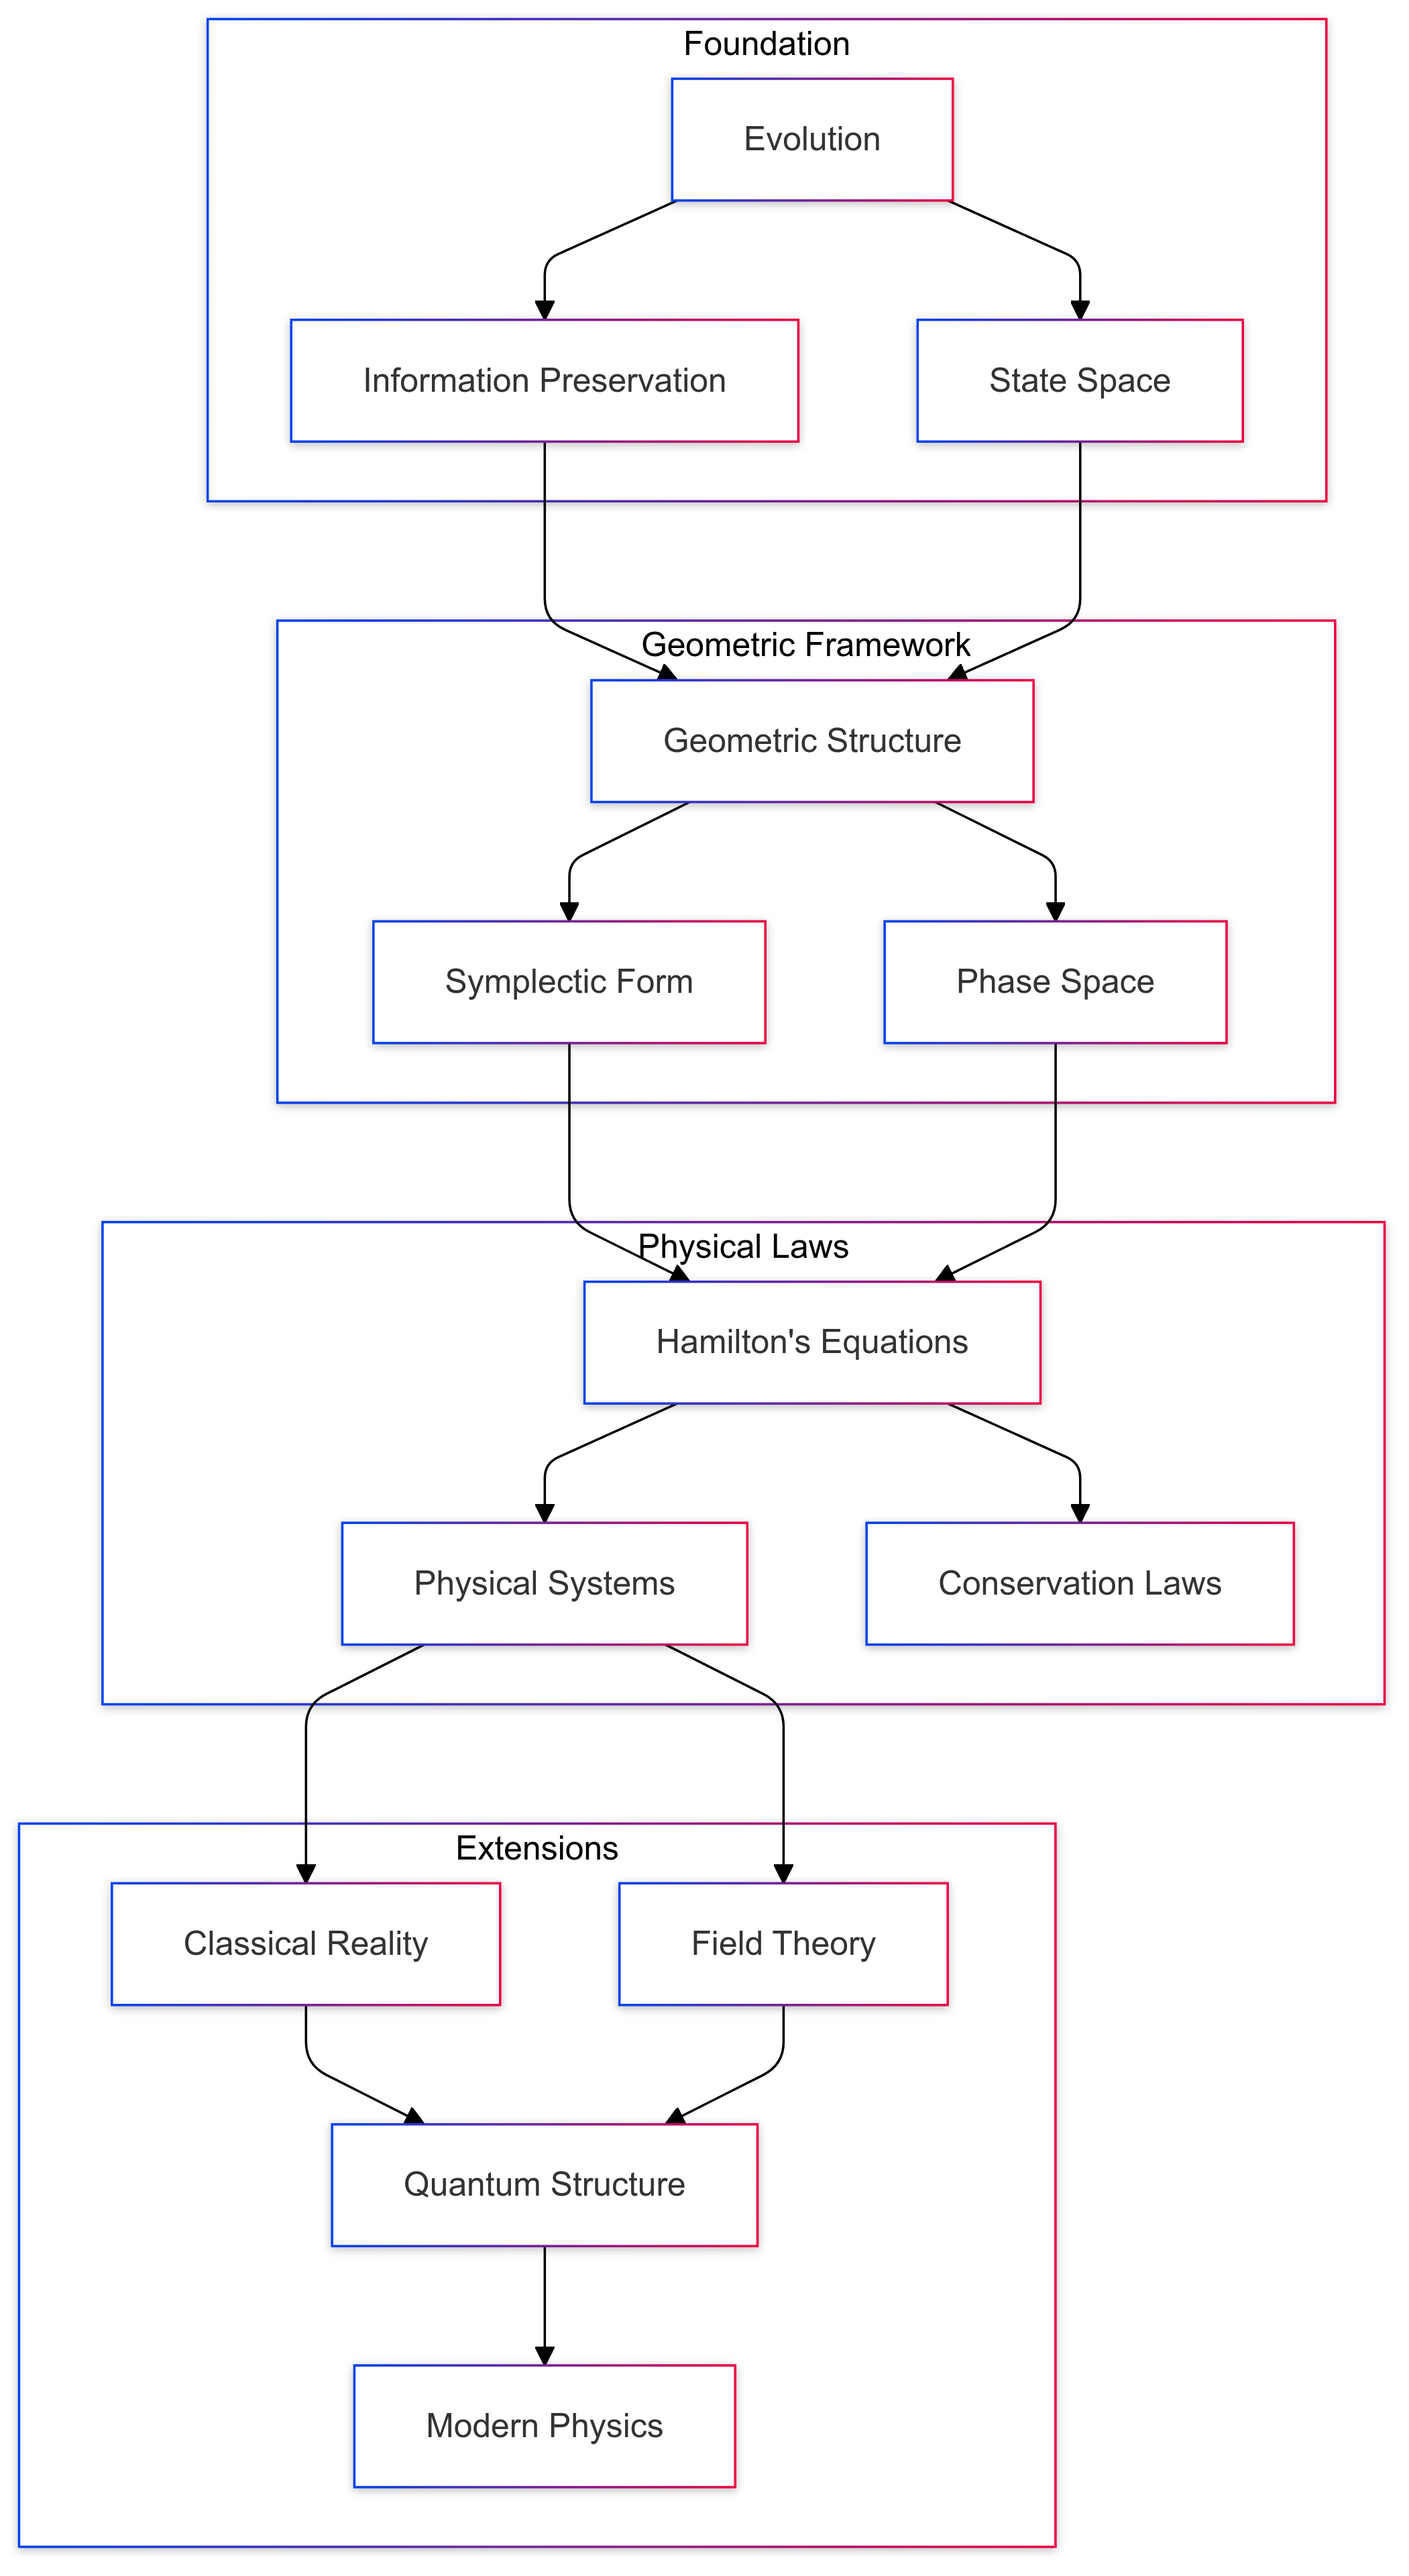 Foundation
Evolution
Information Preservation
State Space
Geometric Framework
Geometric Structure
Symplectic Form
Phase Space
Physical Laws
Hamilton's Equations
Physical Systems
Conservation Laws
Extensions
Classical Reality
Field Theory
Quantum Structure
Modern Physics